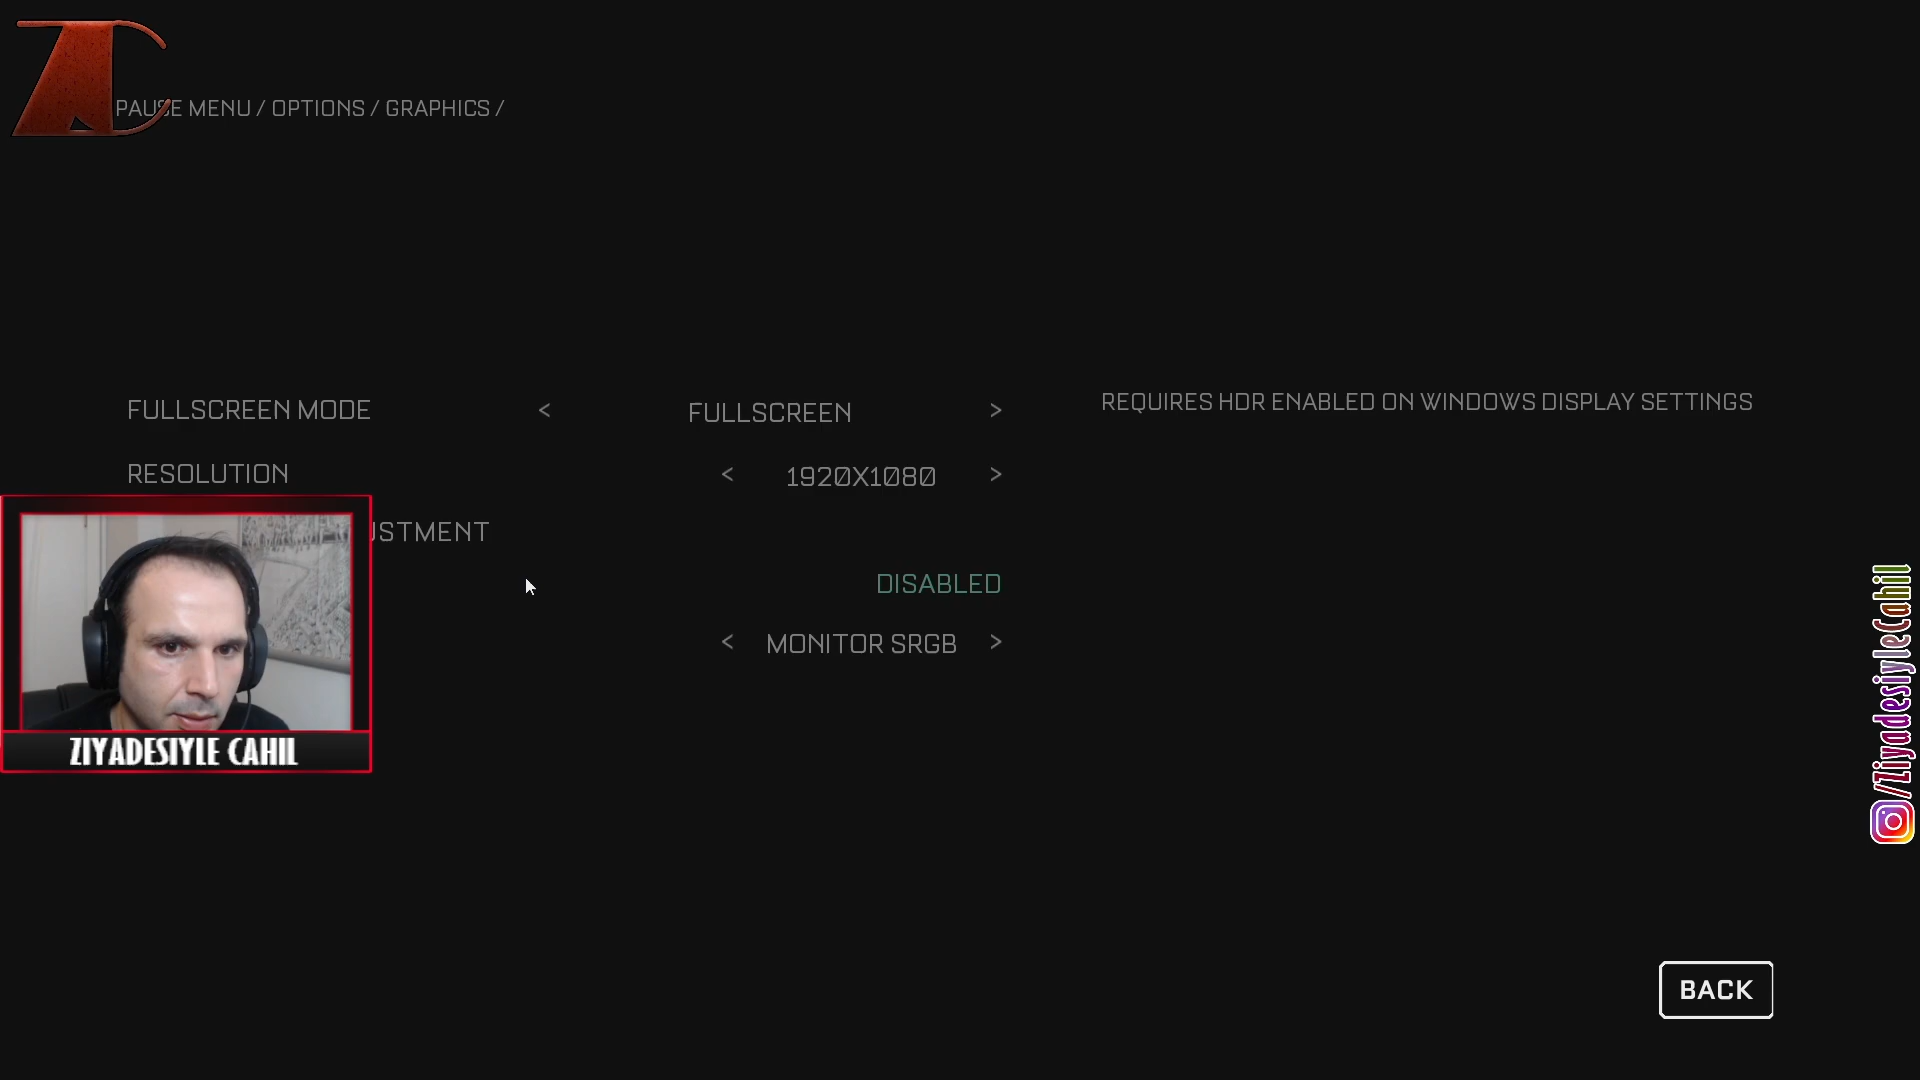 PAUSE MENU / OPTIONS / GRAPHICS /
FULLSCREEN MODE < FULLSCREEN >
REQUIRES HDR ENABLED ON WINDOWS DISPLAY SETTINGS
RESOLUTION < 1920X1080 >
DISABLED
< MONITOR SRGB >
ZIYADESIYLE CAHIL
/ZiyadesiyleCahil
BACK